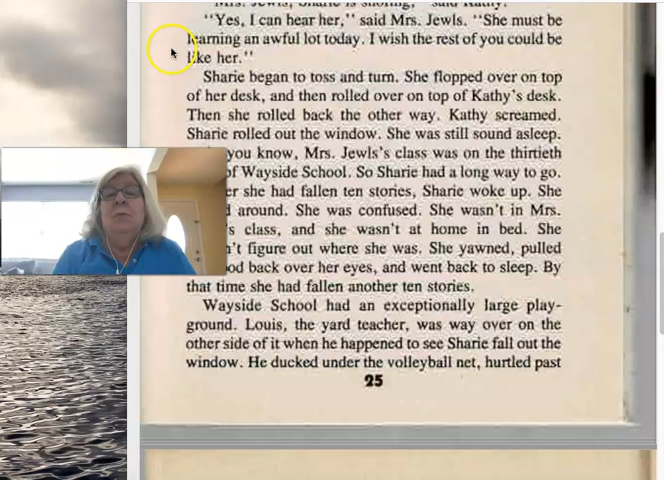 "Yes, I can hear her," said Mrs. Jewls. "She must be
learning an awful lot today. I wish the rest of you could be
like her."
Sharie began to toss and turn. She flopped over on top
of her desk, and then rolled over on top of Kathy's desk.
Then she rolled back the other way. Kathy screamed.
Sharie rolled out the window. She was still sound asleep.
you know, Mrs. Jewls's class was on the thirtieth
of Wayside School. So Sharie had a long way to go.
er she had fallen ten stories, Sharie woke up. She
d around. She was confused. She wasn't in Mrs.
's class, and she wasn't at home in bed. She
n't figure out where she was. She yawned, pulled
od back over her eyes, and went back to sleep. By
that time she had fallen another ten stories.
Wayside School had an exceptionally large play-
ground. Louis, the yard teacher, was way over on the
other side of it when he happened to see Sharie fall out the
window. He ducked under the volleyball net, hurtled past
25